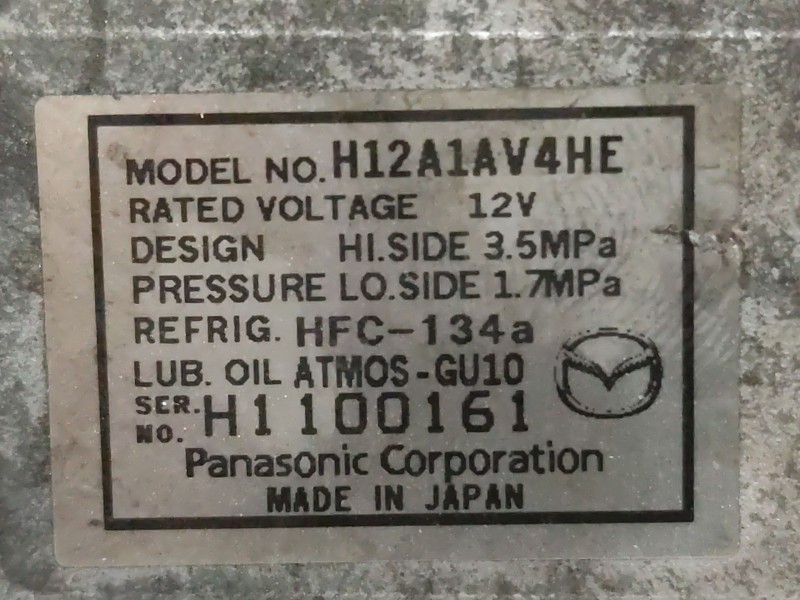 MODEL NO. H12A1AV4HE
RATED VOLTAGE 12V
DESIGN HI.SIDE 3.5MPa
PRESSURE LO.SIDE 1.7MPa
REFRIG. HFC-134a
LUB. OIL ATMOS-GU10
SER. NO. H1100161
Panasonic Corporation
MADE IN JAPAN